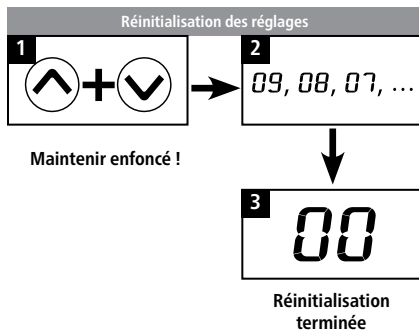 Réinitialisation des réglages
1
+
Maintenir enfoncé !
2
09, 08, 07, ...
3
00
Réinitialisation
terminée